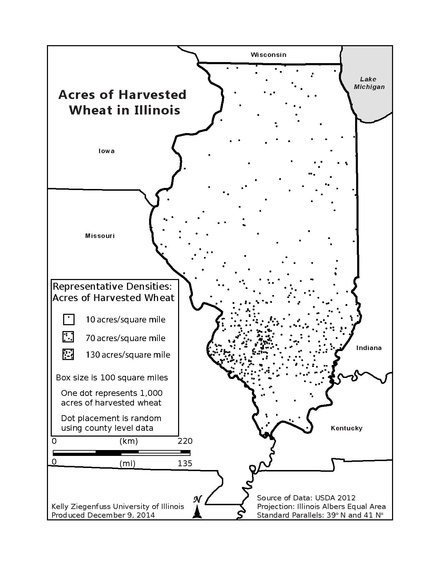 Wisconsin
Lake
Michigan
Acres of Harvested
Wheat in Illinois
Iowa
Missouri
Representative Densities:
Acres of Harvested Wheat
10 acres/square mile
70 acres/square mile
130 acres/square mile
Box size is 100 square miles
One dot represents 1,000
acres of harvested wheat
Dot placement is random
using county level data
Indiana
Kentucky
0 (km) 220
0 (mi) 135
N
Kelly Ziegenfuss University of Illinois
Produced December 9, 2014
Source of Data: USDA 2012
Projection: Illinois Albers Equal Area
Standard Parallels: 39° N and 41 N°